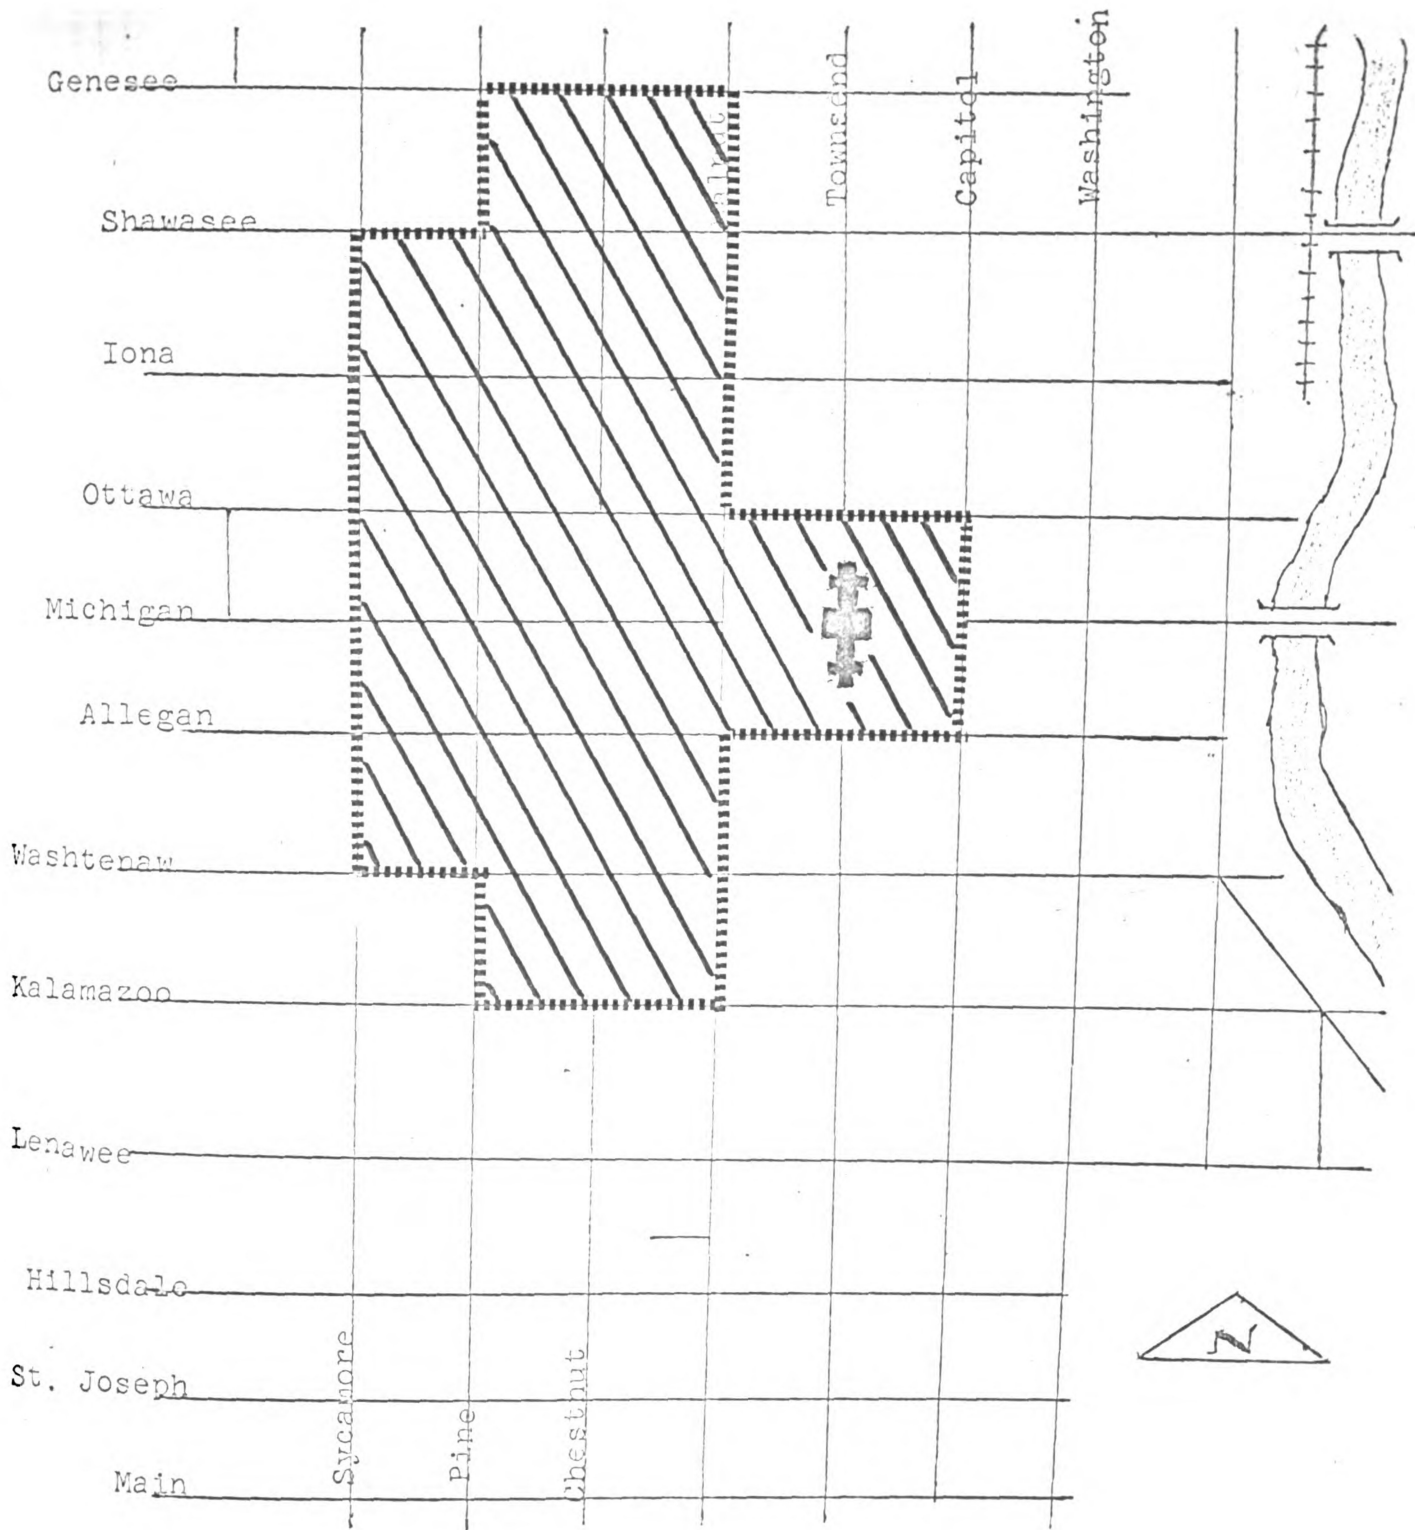 Genesee
Shawasee
Iona
Ottawa
Michigan
Allegan
Washtenaw
Kalamazoo
Lenawee
Hillsdale
St. Joseph
Main
Sycamore
Pine
Chestnut
Townsend
Capitol
Washington
N